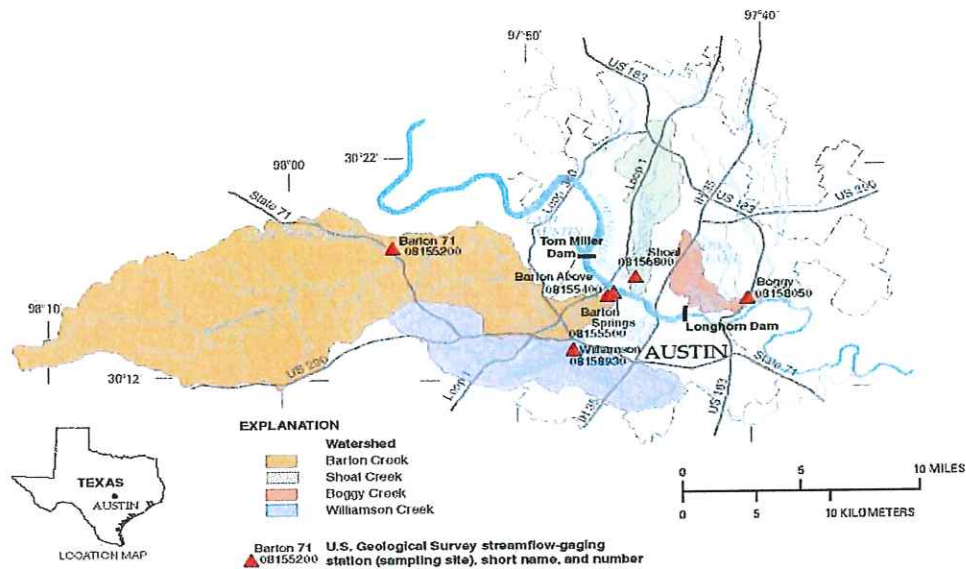 97°40'
97°50'
US 183
30°22'
98°00'
State 71
Loop 360
Loop 1
IH 35
US 183
US 290
AUSTIN
Barton 71
08155200
Tom Miller
Dam
Shoal
08156800
Barton Above
08155400
Boggy
08158050
98°10'
Barton
Springs
08155500
Longhorn Dam
Williamson
08158930
AUSTIN
30°12'
US 290
Loop 1
IH 35
US 183
State 71
EXPLANATION
Watershed
Barton Creek
Shoal Creek
Boggy Creek
Williamson Creek
TEXAS
AUSTIN
LOCATION MAP
0 5 10 MILES
0 5 10 KILOMETERS
Barton 71
08155200
U.S. Geological Survey streamflow-gaging
station (sampling site), short name, and number